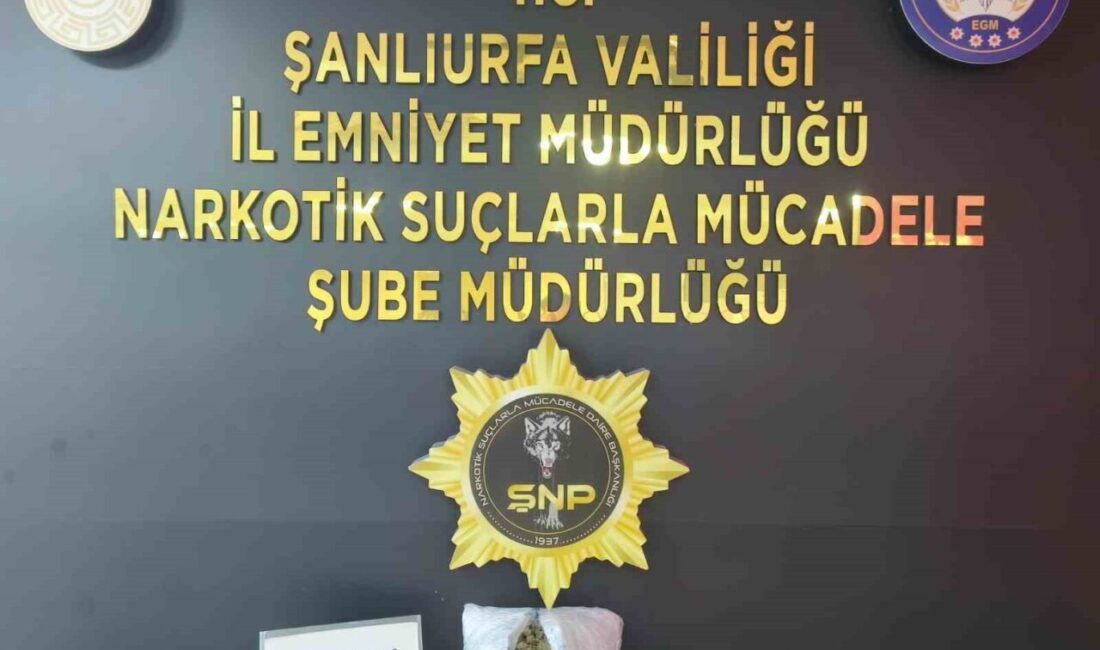 EGM
ŞANLIURFA VALİLİĞİ
İL EMNİYET MÜDÜRLÜĞÜ
NARKOTİK SUÇLARLA MÜCADELE
ŞUBE MÜDÜRLÜĞÜ
NARKOTİK SUÇLARLA MÜCADELE DAİRE BAŞKANLIĞI
ŞNP
1937